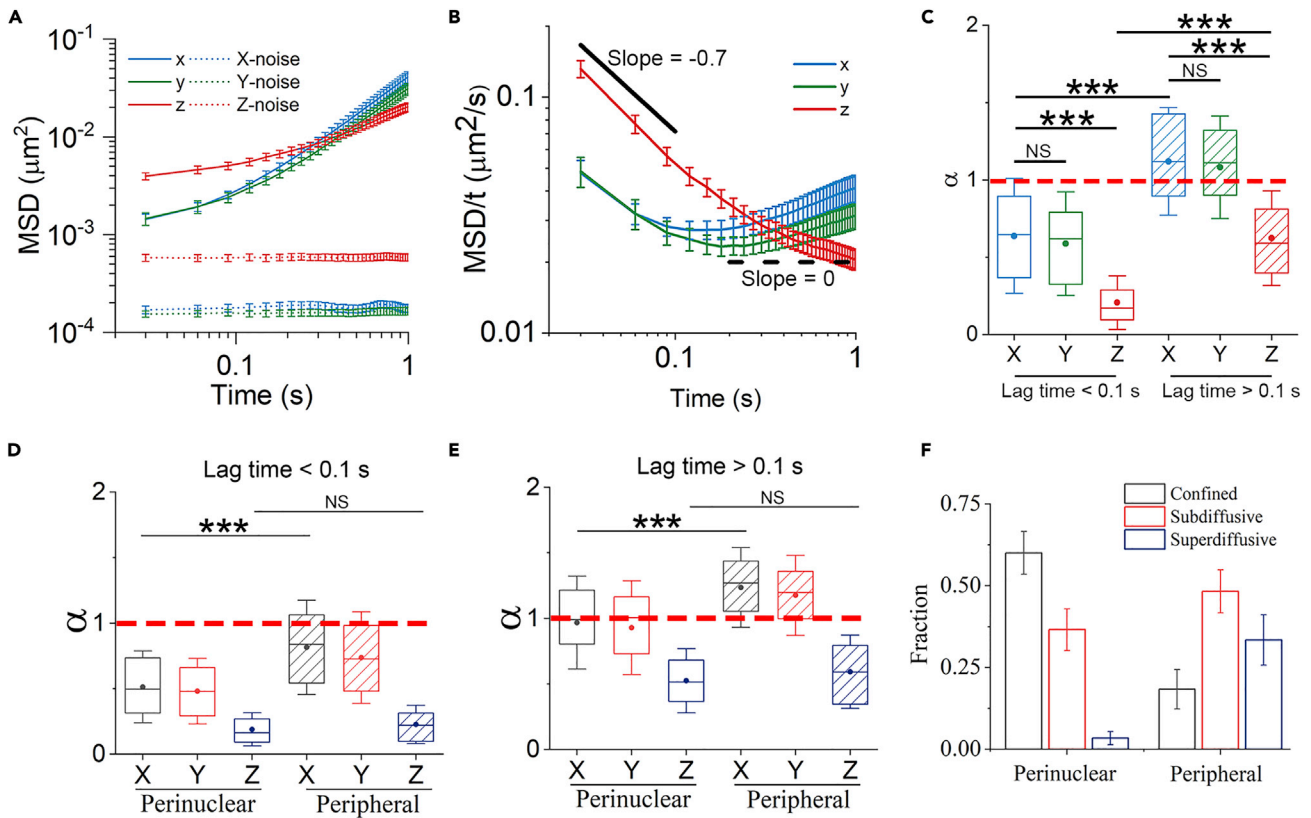 A
MSD (μm²)
10⁻¹
10⁻²
10⁻³
10⁻⁴
x X-noise
y Y-noise
z Z-noise
0.1 1
Time (s)
B
MSD/t (μm²/s)
0.1
0.01
Slope = -0.7
x
y
z
Slope = 0
0.1 1
Time (s)
C
α
2
1
0
***
***
NS
***
***
NS
X Y Z X Y Z
Lag time < 0.1 s Lag time > 0.1 s
D
Lag time < 0.1 s
α
2
1
0
NS
***
X Y Z X Y Z
Perinuclear Peripheral
E
Lag time > 0.1 s
α
2
1
0
NS
***
X Y Z X Y Z
Perinuclear Peripheral
F
Fraction
0.75
0.50
0.25
0.00
Confined
Subdiffusive
Superdiffusive
Perinuclear Peripheral